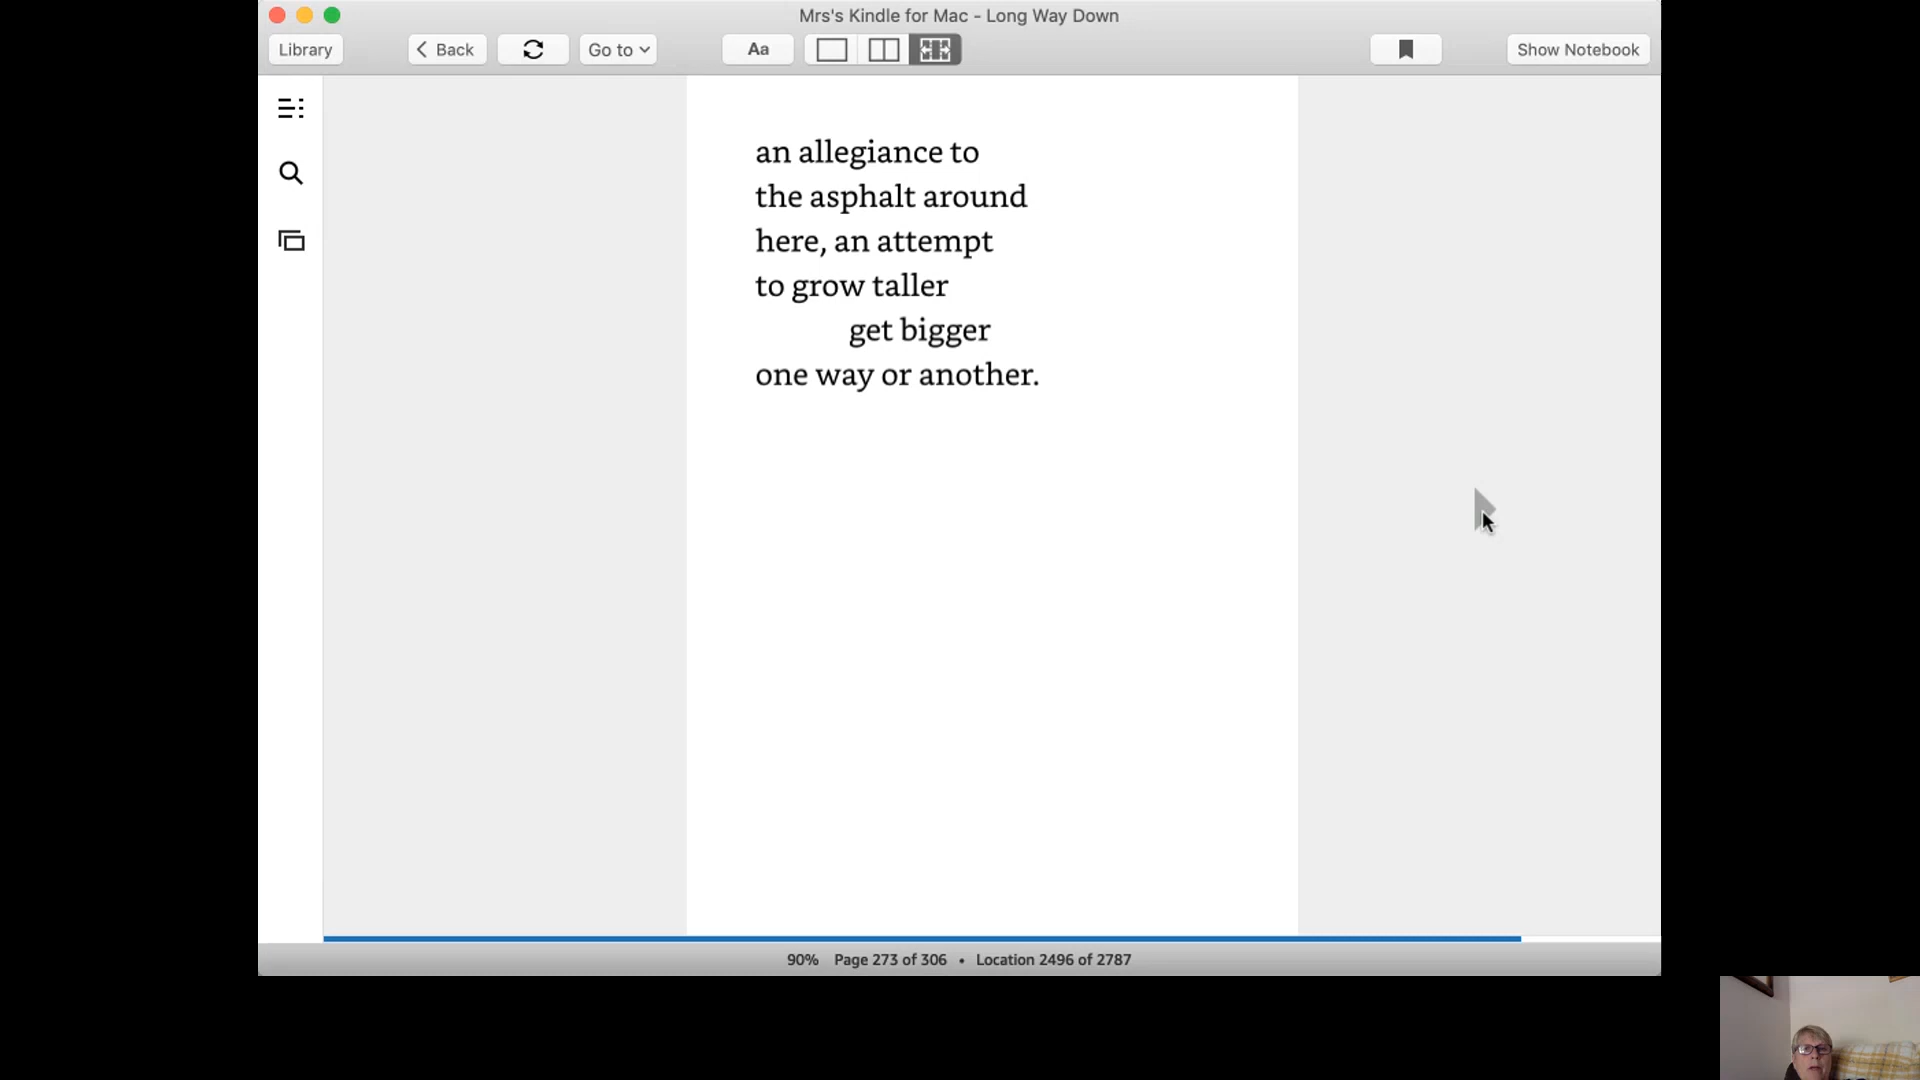 Mrs's Kindle for Mac - Long Way Down
Library
Back
Go to
Aa
Show Notebook
an allegiance to
the asphalt around
here, an attempt
to grow taller
get bigger
one way or another.
90% Page 273 of 306 • Location 2496 of 2787